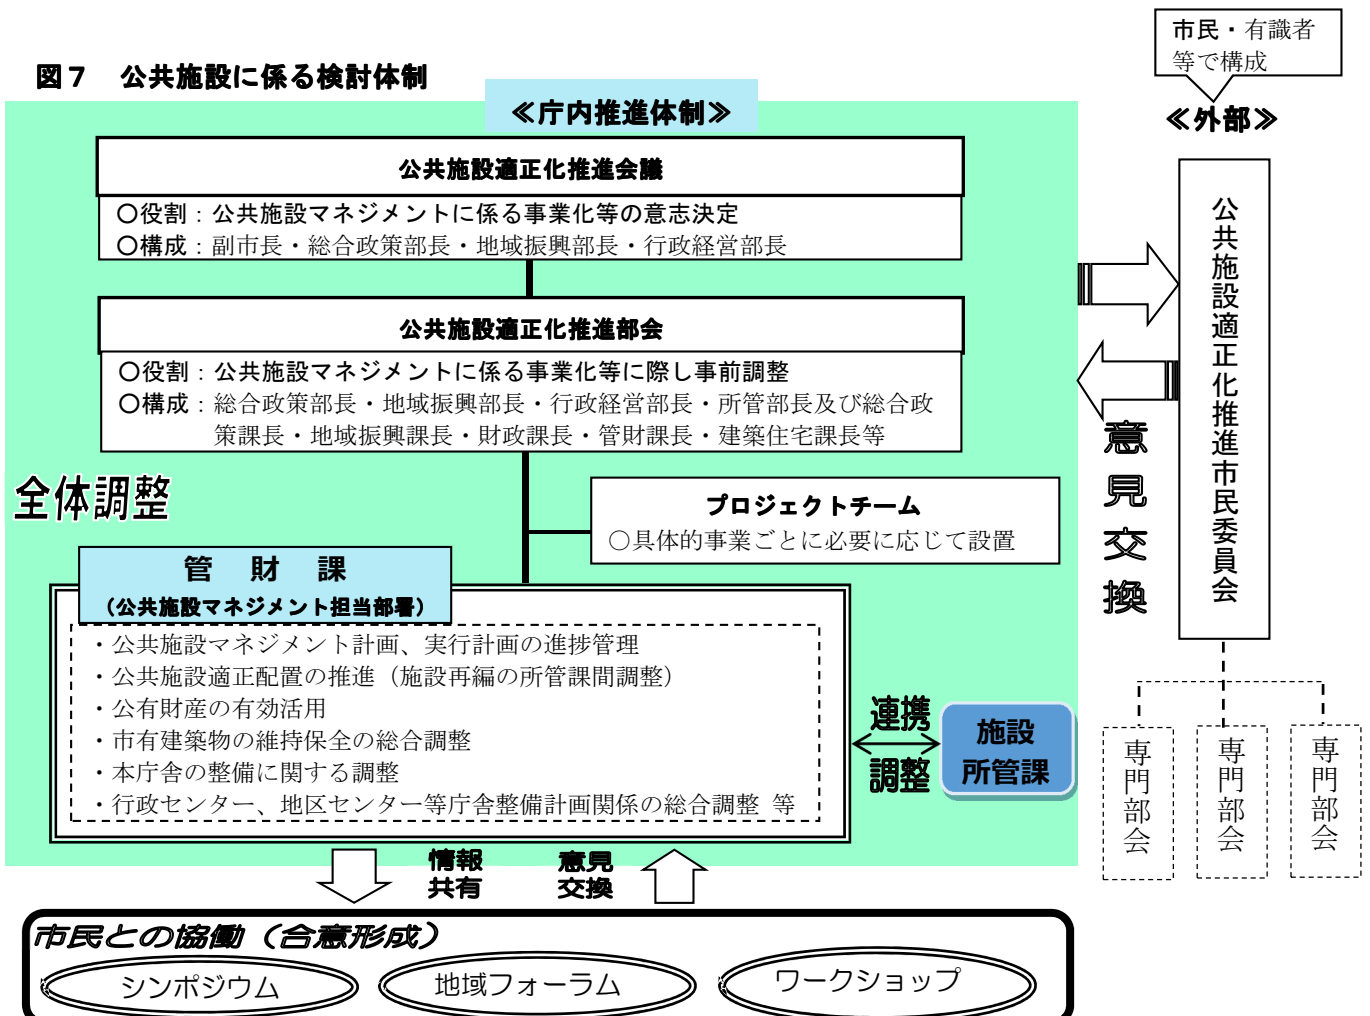 図７　公共施設に係る検討体制
≪庁内推進体制≫
公共施設適正化推進会議
〇役割：公共施設マネジメントに係る事業化等の意志決定
〇構成：副市長・総合政策部長・地域振興部長・行政経営部長
公共施設適正化推進部会
〇役割：公共施設マネジメントに係る事業化等に際し事前調整
〇構成：総合政策部長・地域振興部長・行政経営部長・所管部長及び総合政
策課長・地域振興課長・財政課長・管財課長・建築住宅課長等
全体調整
プロジェクトチーム
〇具体的事業ごとに必要に応じて設置
管　財　課
（公共施設マネジメント担当部署）
・公共施設マネジメント計画、実行計画の進捗管理
・公共施設適正配置の推進（施設再編の所管課間調整）
・公有財産の有効活用
・市有建築物の維持保全の総合調整
・本庁舎の整備に関する調整
・行政センター、地区センター等庁舎整備計画関係の総合調整 等
連携
調整
施設
所管課
情報
共有
意見
交換
市民との協働（合意形成）
シンポジウム
地域フォーラム
ワークショップ
市民・有識者
等で構成
≪外部≫
公共施設適正化推進市民委員会
意見交換
専門部会
専門部会
専門部会